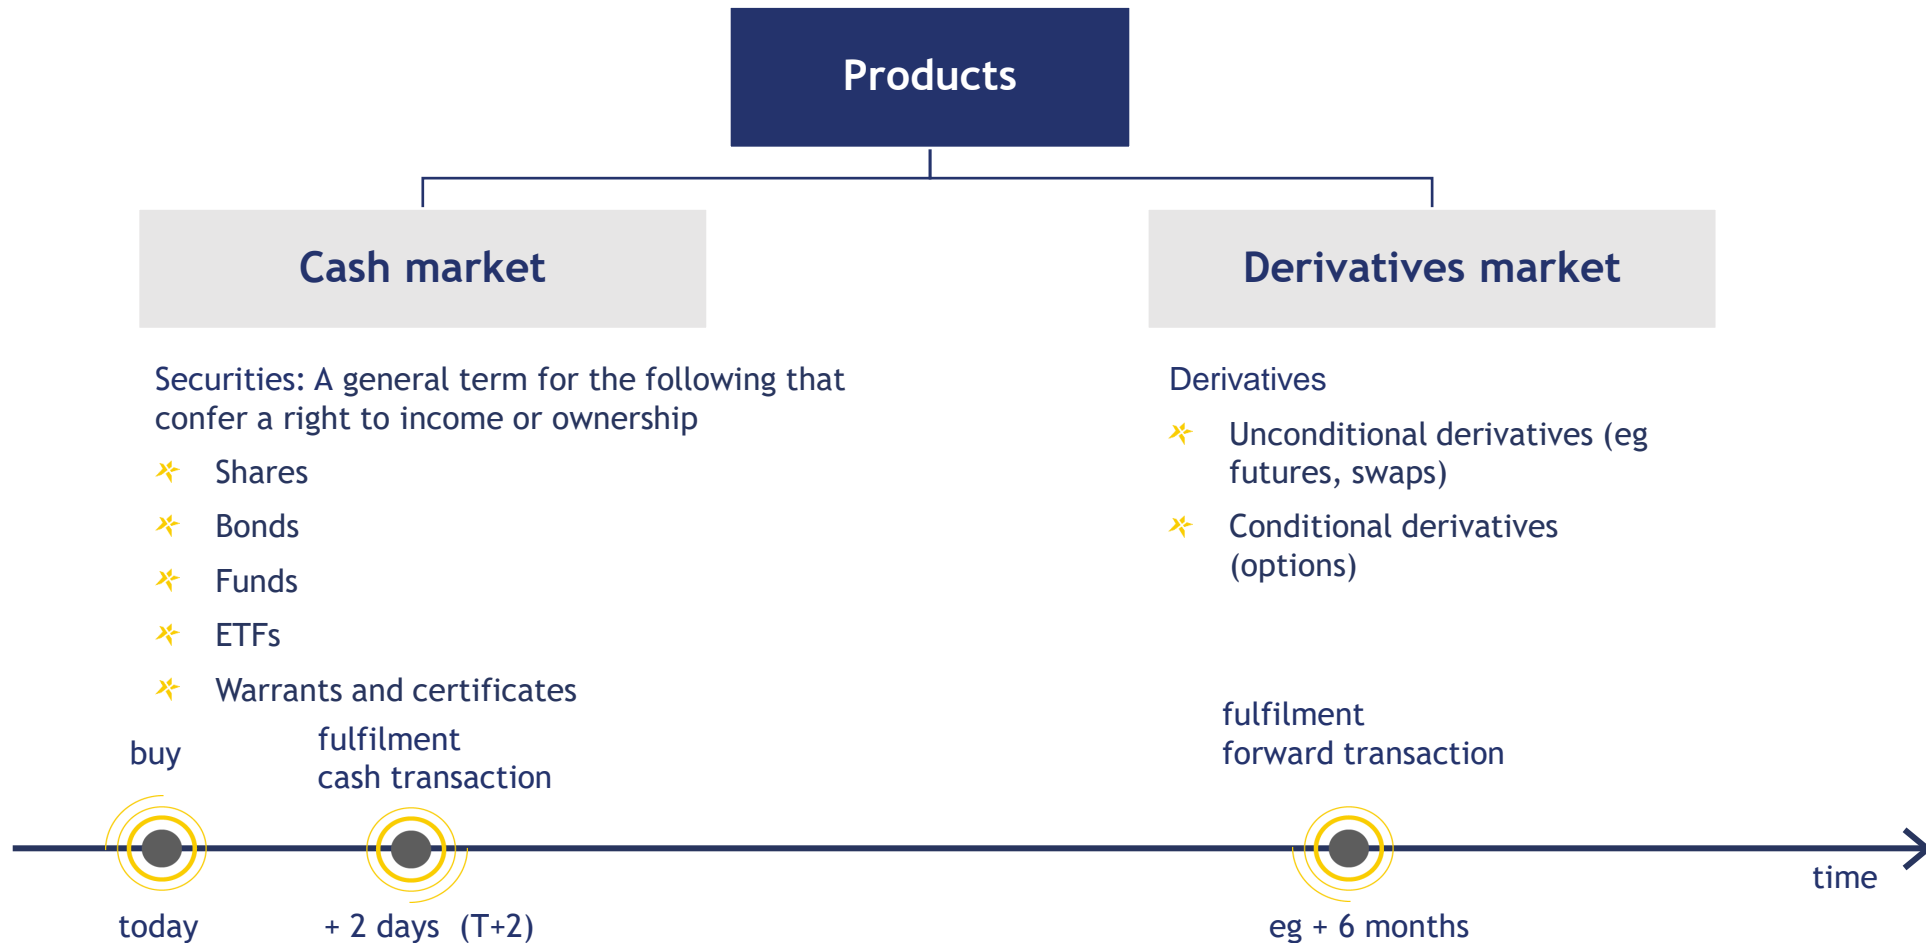 Products
Cash market
Securities: A general term for the following that
confer a right to income or ownership
Shares
Bonds
Funds
ETFs
Warrants and certificates
Derivatives market
Derivatives
Unconditional derivatives (eg
futures, swaps)
Conditional derivatives
(options)
buy
fulfilment
cash transaction
fulfilment
forward transaction
time
today
+ 2 days (T+2)
eg + 6 months